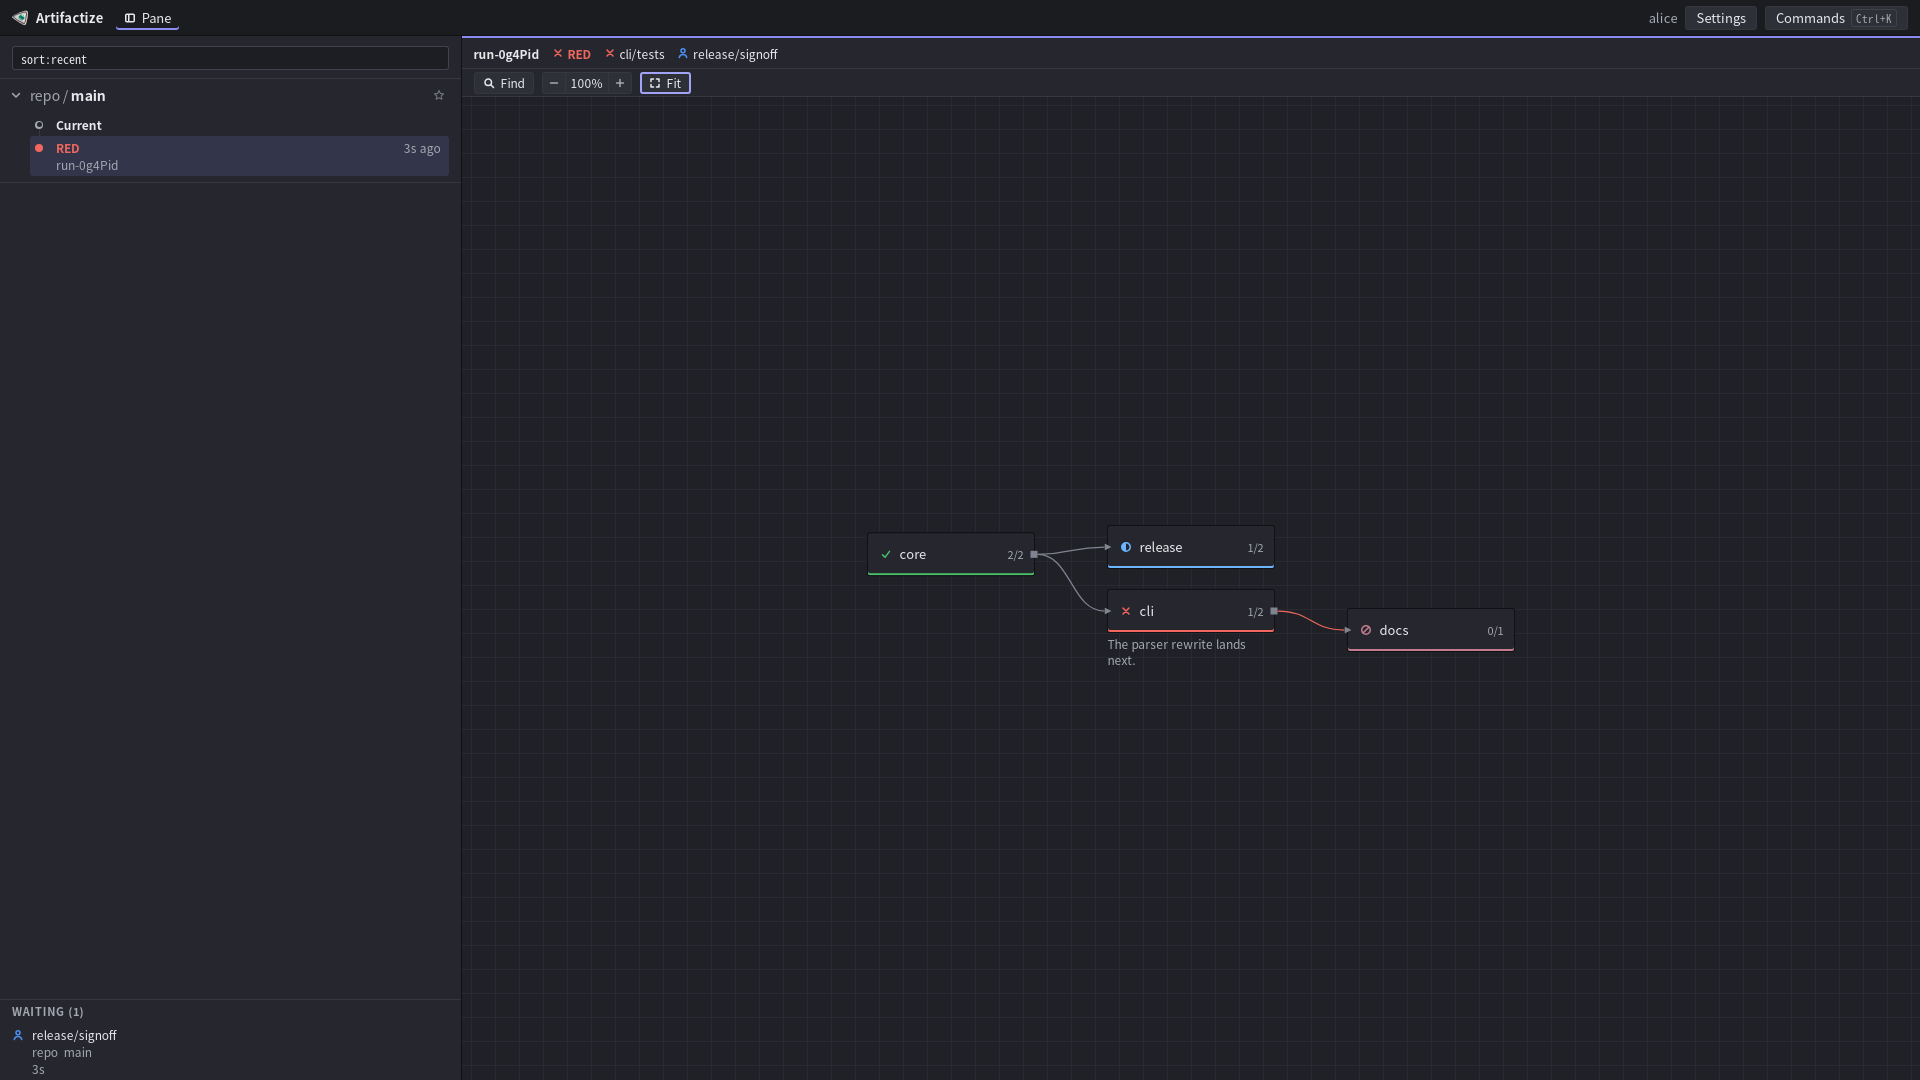 Artifactize
Pane
alice
Settings
Commands Ctrl+K
sort:recent
repo / main
Current
RED 3s ago
run-0g4Pid
run-0g4Pid RED cli/tests release/signoff
Find
100%
Fit
core 2/2
release 1/2
cli 1/2
The parser rewrite lands
next.
docs 0/1
WAITING (1)
release/signoff
repo main
3s